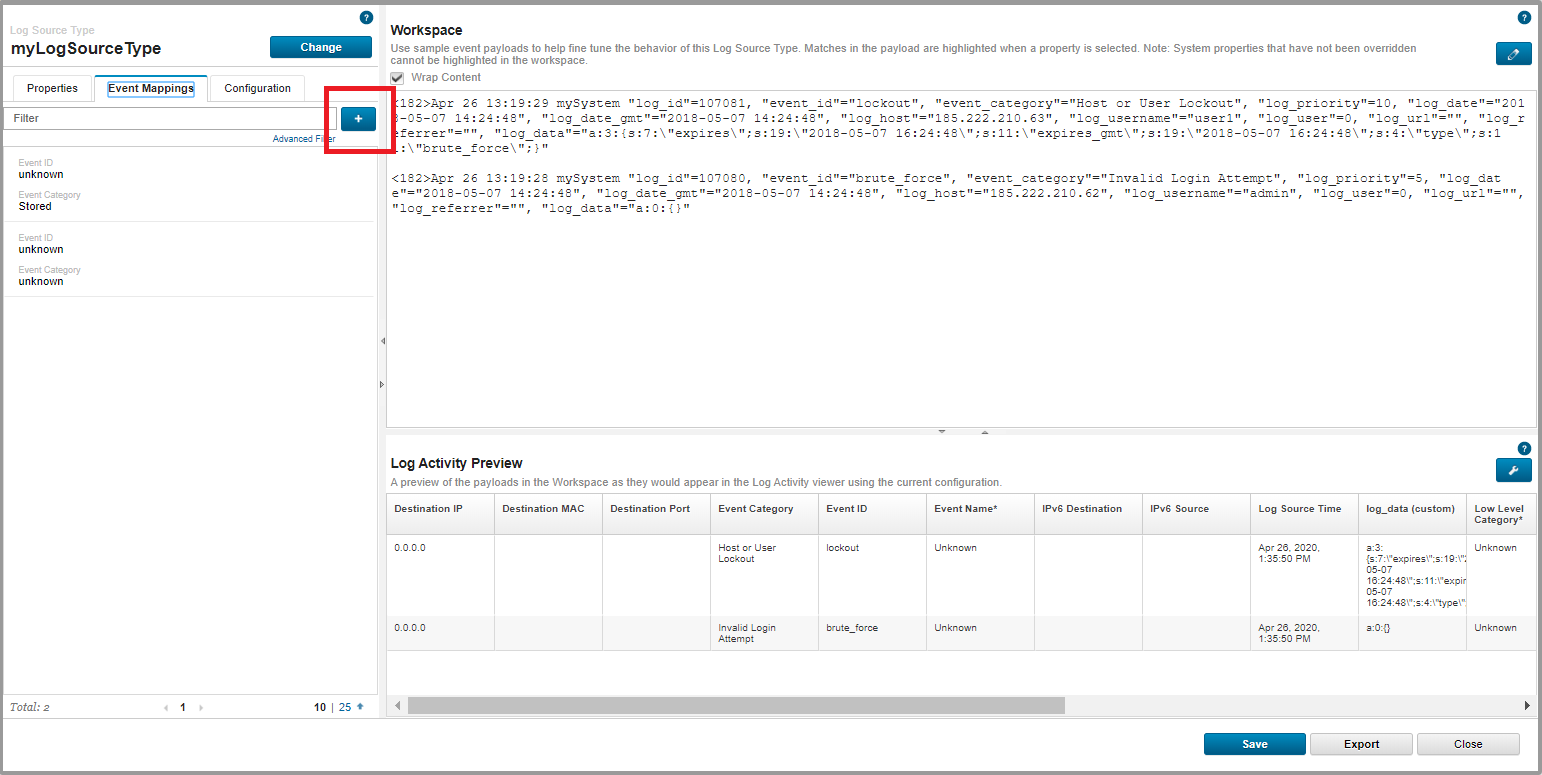 ?
Log Source Type
myLogSourceType
Change
Properties
Event Mappings
Configuration
Filter
+
Advanced Filter
Event ID
unknown
Event Category
Stored
Event ID
unknown
Event Category
unknown
Total: 2
1
10 | 25
?
Workspace
Use sample event payloads to help fine tune the behavior of this Log Source Type. Matches in the payload are highlighted when a property is selected. Note: System properties that have not been overridden
cannot be highlighted in the workspace.
Wrap Content
<182>Apr 26 13:19:29 mySystem "log_id"=107081, "event_id"="lockout", "event_category"="Host or User Lockout", "log_priority"=10, "log_date"="201
8-05-07 14:24:48", "log_date_gmt"="2018-05-07 14:24:48", "log_host"="185.222.210.63", "log_username"="user1", "log_user"=0, "log_url"="", "log_r
eferrer"="", "log_data"="a:3:{s:7:\"expires\";s:19:\"2018-05-07 16:24:48\";s:11:\"expires_gmt\";s:19:\"2018-05-07 16:24:48\";s:4:\"type\";s:1
1:\"brute_force\";}"
<182>Apr 26 13:19:28 mySystem "log_id"=107080, "event_id"="brute_force", "event_category"="Invalid Login Attempt", "log_priority"=5, "log_dat
e"="2018-05-07 14:24:48", "log_date_gmt"="2018-05-07 14:24:48", "log_host"="185.222.210.62", "log_username"="admin", "log_user"=0, "log_url"="",
"log_referrer"="", "log_data"="a:0:{}"
?
Log Activity Preview
A preview of the payloads in the Workspace as they would appear in the Log Activity viewer using the current configuration.
Destination IP
Destination MAC
Destination Port
Event Category
Event ID
Event Name*
IPv6 Destination
IPv6 Source
Log Source Time
log_data (custom)
Low Level
Category*
0.0.0.0
Host or User
Lockout
lockout
Unknown
Apr 26, 2020,
1:35:50 PM
a:3:
{s:7:\"expires\";s:19:\"
05-07
16:24:48\";s:11:\"expir
05-07
16:24:48\";s:4:\"type\"
Unknown
0.0.0.0
Invalid Login
Attempt
brute_force
Unknown
Apr 26, 2020,
1:35:50 PM
a:0:{}
Unknown
Save
Export
Close